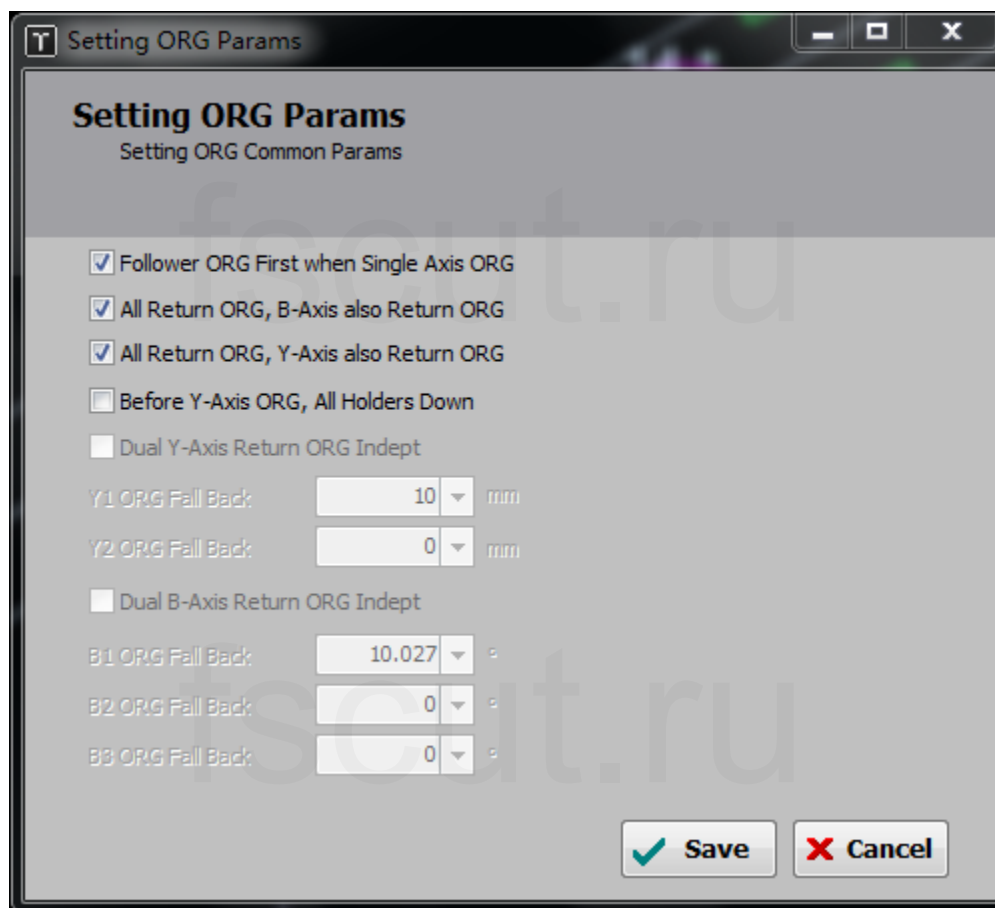 Setting ORG Params
Setting ORG Params
Setting ORG Common Params
fscut.ru
Follower ORG First when Single Axis ORG
All Return ORG, B-Axis also Return ORG
All Return ORG, Y-Axis also Return ORG
Before Y-Axis ORG, All Holders Down
Dual Y-Axis Return ORG Indept
Y1 ORG Fall Back 10 mm
Y2 ORG Fall Back 0 mm
Dual B-Axis Return ORG Indept
B1 ORG Fall Back 10.027 °
B2 ORG Fall Back 0 °
fscut.ru
B3 ORG Fall Back 0 °
Save Cancel